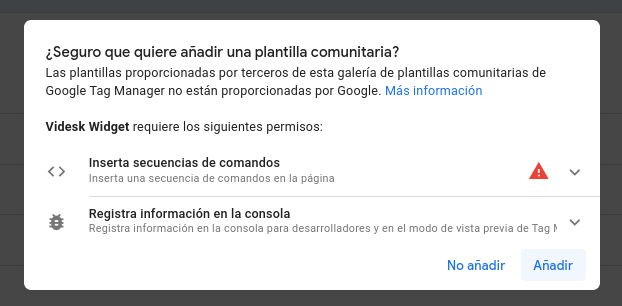 ¿Seguro que quiere añadir una plantilla comunitaria?
Las plantillas proporcionadas por terceros de esta galería de plantillas comunitarias de
Google Tag Manager no están proporcionadas por Google. Más información
Videsk Widget requiere los siguientes permisos:
Inserta secuencias de comandos
Inserta una secuencia de comandos en la página
Registra información en la consola
Registra información en la consola para desarrolladores y en el modo de vista previa de Tag M
No añadir Añadir